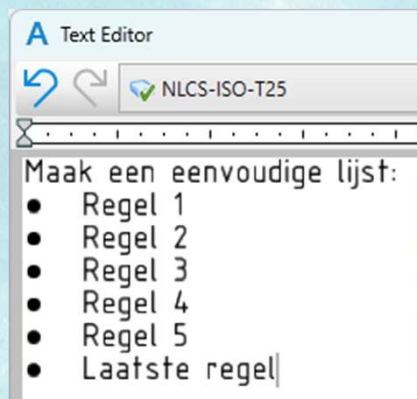 A Text Editor
NLCS-ISO-T25
Maak een eenvoudige lijst:
● Regel 1
● Regel 2
● Regel 3
● Regel 4
● Regel 5
● Laatste regel